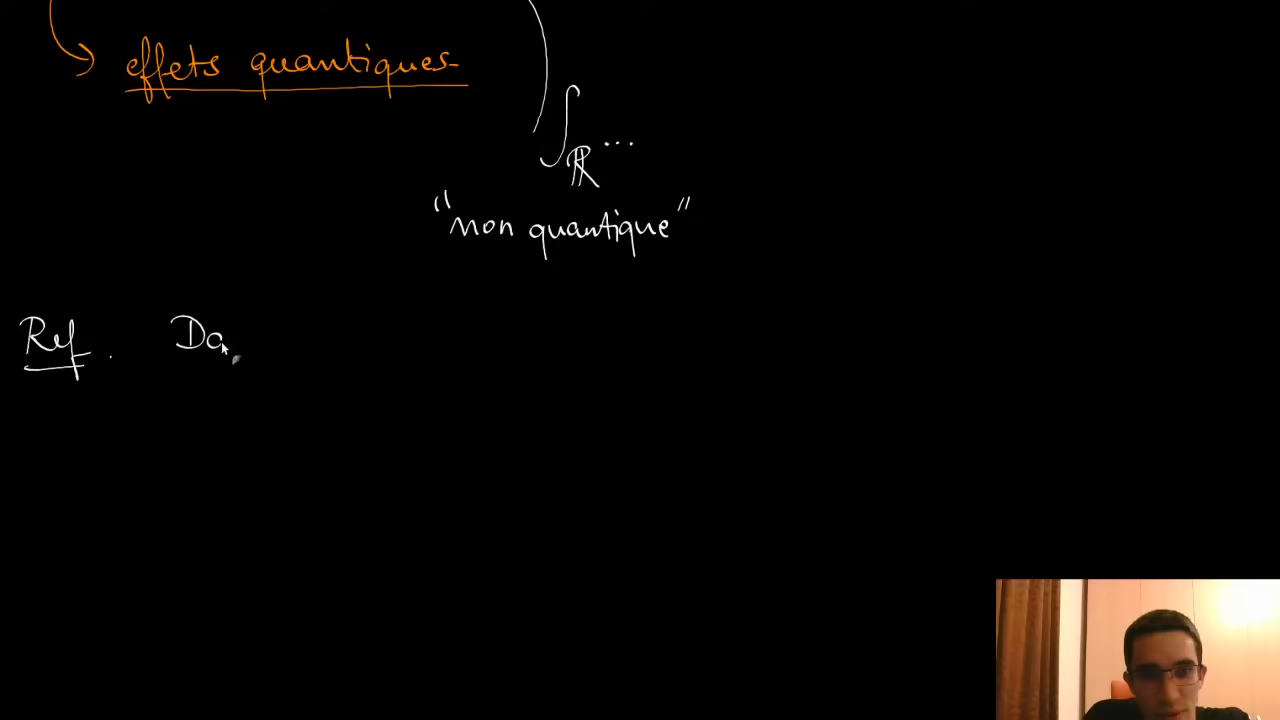 effets quantiques
∫
ℝ ...
"non quantique"
Ref. Da